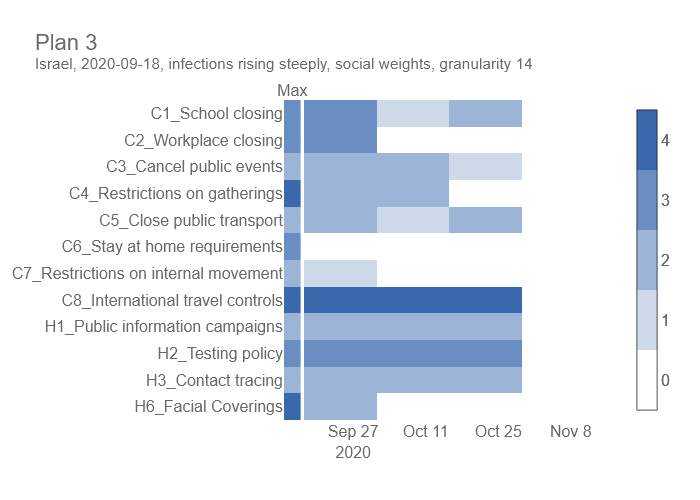 Plan 3
Israel, 2020-09-18, infections rising steeply, social weights, granularity 14
Max
C1_School closing
C2_Workplace closing
C3_Cancel public events
C4_Restrictions on gatherings
C5_Close public transport
C6_Stay at home requirements
C7_Restrictions on internal movement
C8_International travel controls
H1_Public information campaigns
H2_Testing policy
H3_Contact tracing
H6_Facial Coverings
Sep 27 Oct 11 Oct 25 Nov 8
2020
4
3
2
1
0